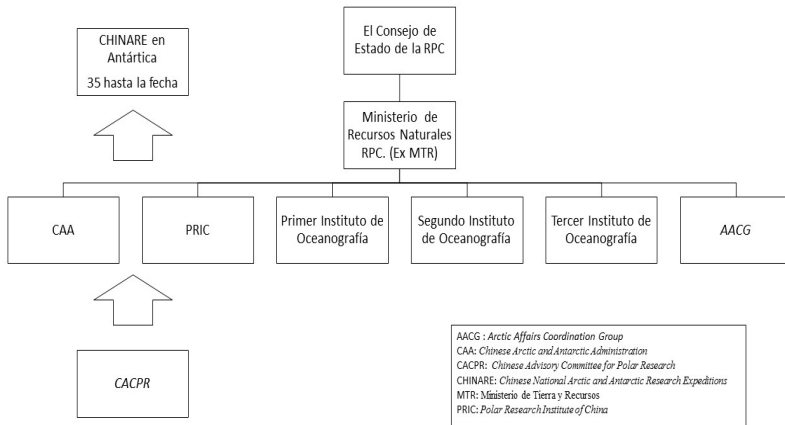 CHINARE en
Antártica
35 hasta la fecha
El Consejo de
Estado de la RPC
Ministerio de
Recursos Naturales
RPC. (Ex MTR)
CAA
PRIC
Primer Instituto de
Oceanografía
Segundo Instituto
de Oceanografía
Tercer Instituto de
Oceanografía
AACG
CACPR
AACG : Arctic Affairs Coordination Group
CAA: Chinese Arctic and Antarctic Administration
CACPR: Chinese Advisory Committee for Polar Research
CHINARE: Chinese National Arctic and Antarctic Research Expeditions
MTR: Ministerio de Tierra y Recursos
PRIC: Polar Research Institute of China